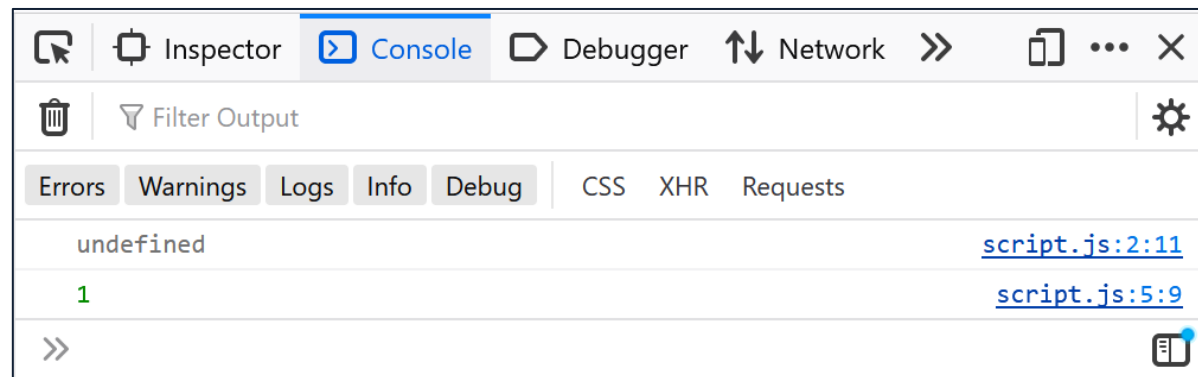 Inspector Console Debugger Network
Filter Output
Errors Warnings Logs Info Debug CSS XHR Requests
undefined script.js:2:11
1 script.js:5:9